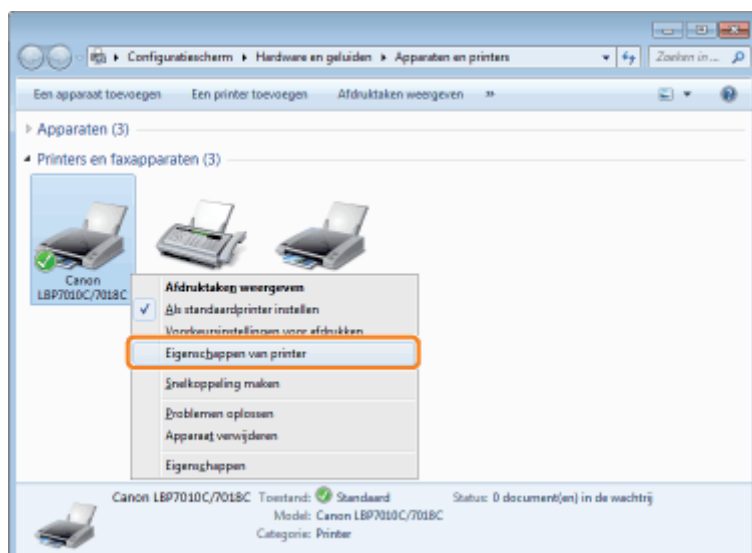 Configuratiescherm ▸ Hardware en geluiden ▸ Apparaten en printers
Zoeken in ...
Een apparaat toevoegen Een printer toevoegen Afdruktaken weergeven »
Apparaten (3)
Printers en faxapparaten (3)
Canon
LBP7010C/7018C
Afdruktaken weergeven
Als standaardprinter instellen
Voorkeursinstellingen voor afdrukken
Eigenschappen van printer
Snelkoppeling maken
Problemen oplossen
Apparaat verwijderen
Eigenschappen
Canon LBP7010C/7018C Toestand: Standaard Status: 0 document(en) in de wachtrij
Model: Canon LBP7010C/7018C
Categorie: Printer